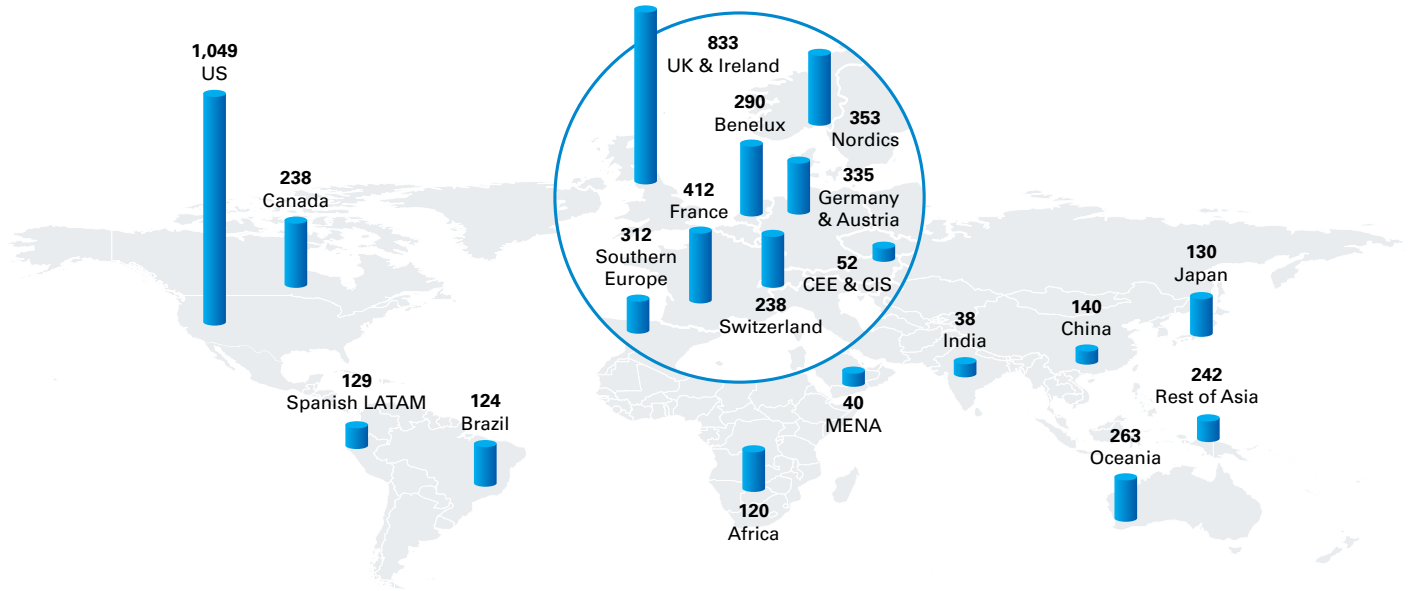 1,049
US
238
Canada
129
Spanish LATAM
124
Brazil
833
UK & Ireland
290
Benelux
353
Nordics
412
France
335
Germany
& Austria
312
Southern
Europe
52
CEE & CIS
238
Switzerland
40
MENA
120
Africa
38
India
140
China
130
Japan
242
Rest of Asia
263
Oceania